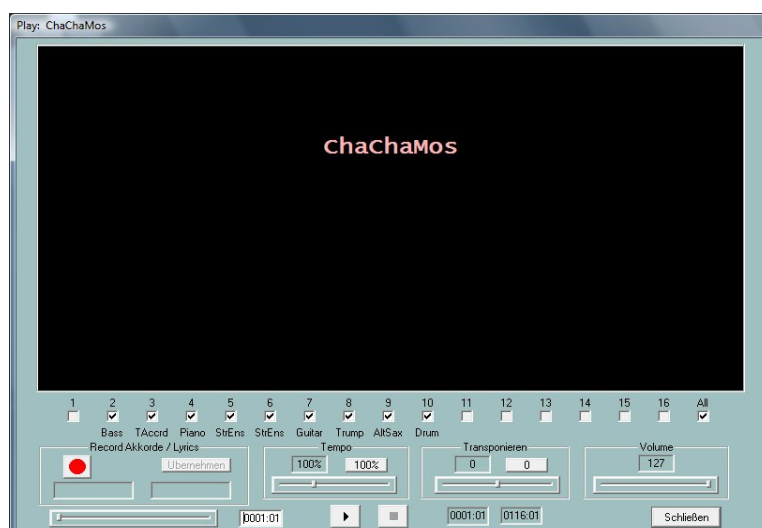 Play: ChaChaMos
ChaChaMos
1 2 3 4 5 6 7 8 9 10 11 12 13 14 15 16 All
Bass TAccrd Piano StrEns StrEns Guitar Trump AltSax Drum
Record Akkorde / Lyrics Tempo Transponieren Volume
Übernehmen 100% 100% 0 0 127
0001:01 0001:01 0116:01 Schließen